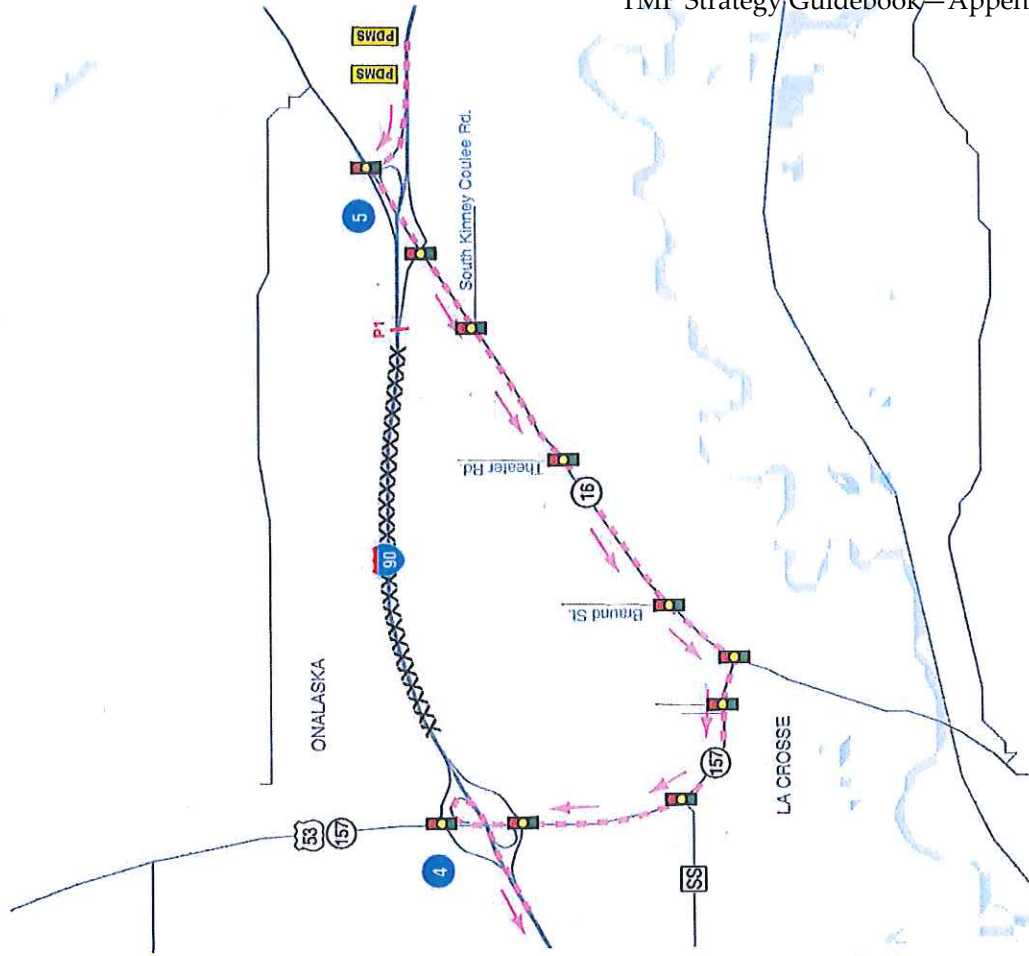 TMP Strategy Guidebook—Appen
PDMS
PDMS
5
South Kinney Coulee Rd.
P1
Theater Rd.
16
90
Braund St.
ONALASKA
157
LA CROSSE
53
157
4
SS